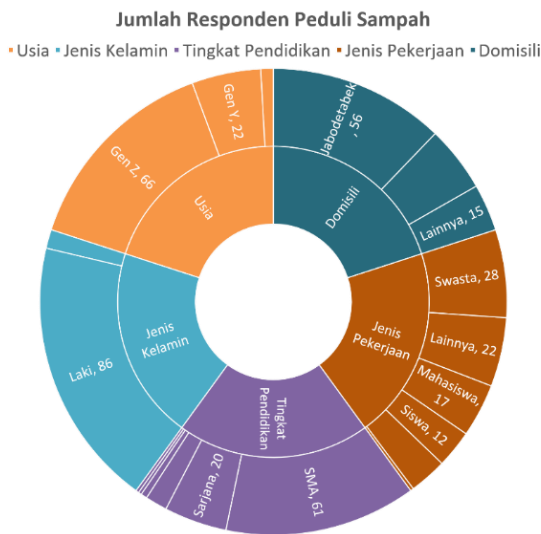 Jumlah Responden Peduli Sampah
Usia Jenis Kelamin Tingkat Pendidikan Jenis Pekerjaan Domisili
Jabodetabek
, 56
Lainnya, 15
Domisili
Swasta, 28
Lainnya, 22
Mahasiswa,
17
Siswa, 12
Jenis
Pekerjaan
SMA, 61
Sarjana, 20
Tingkat
Pendidikan
Laki, 86
Jenis
Kelamin
Gen Z, 66
Gen Y, 22
Usia